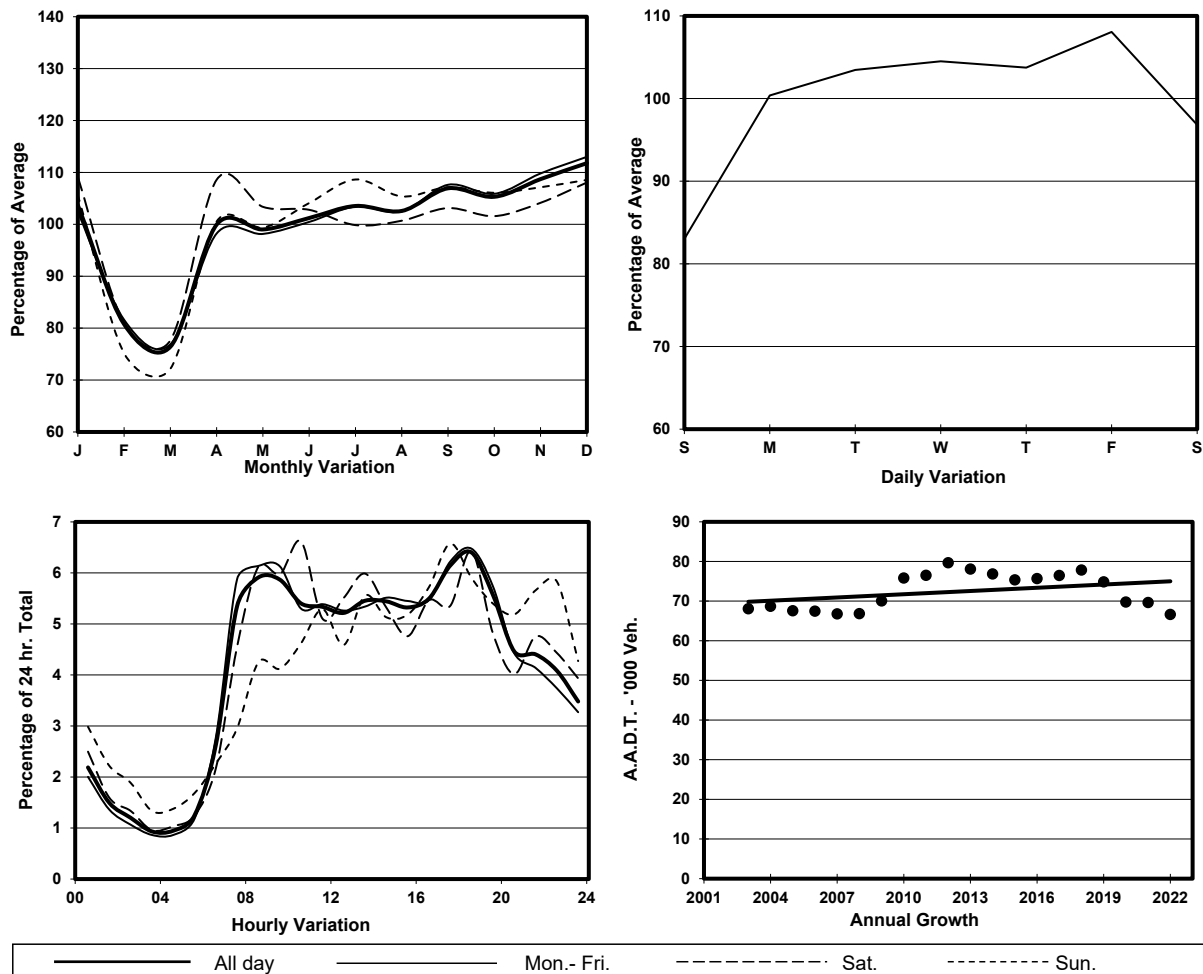 140
130
120
110
100
90
80
70
60
Percentage of Average
J F M A M J J A S O N D
Monthly Variation
110
100
90
80
70
60
Percentage of Average
S M T W T F S
Daily Variation
7
6
5
4
3
2
1
0
Percentage of 24 hr. Total
00 04 08 12 16 20 24
Hourly Variation
90
80
70
60
50
40
30
20
10
0
A.A.D.T. - '000 Veh.
2001 2004 2007 2010 2013 2016 2019 2022
Annual Growth
All day Mon.- Fri. Sat. Sun.